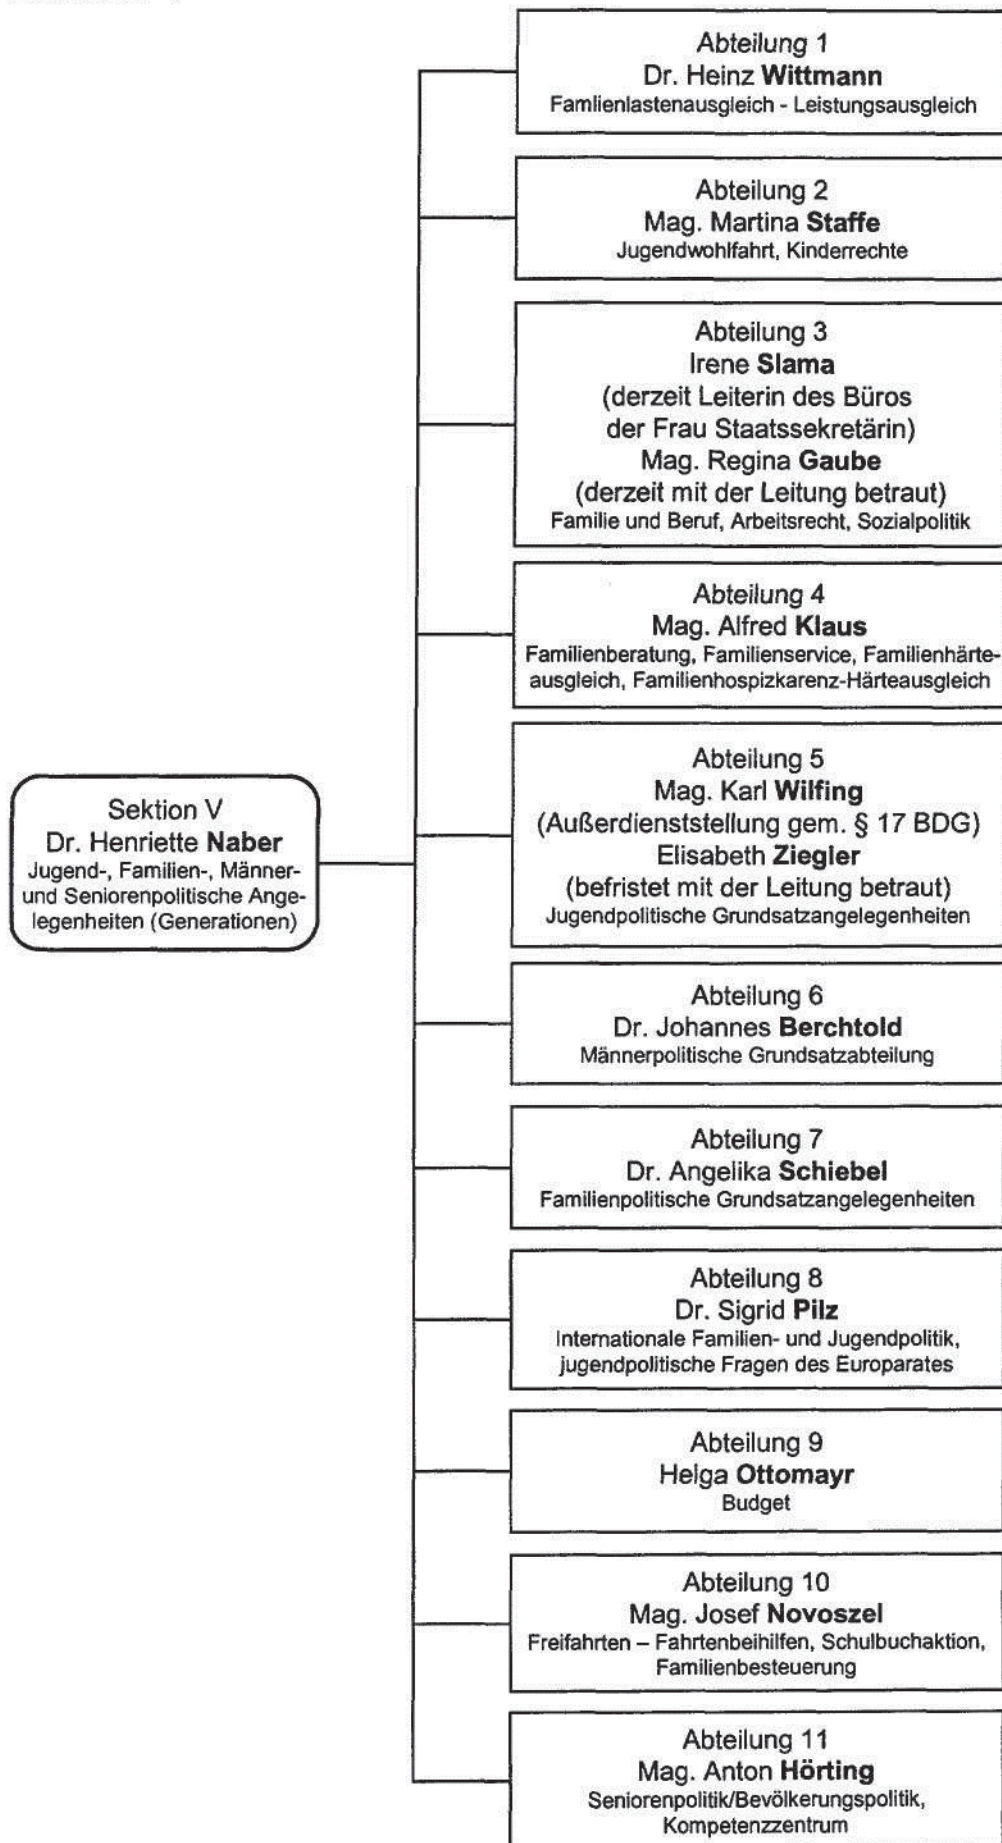 Abteilung 1
Dr. Heinz Wittmann
Famlienlastenausgleich - Leistungsausgleich
Abteilung 2
Mag. Martina Staffe
Jugendwohlfahrt, Kinderrechte
Abteilung 3
Irene Slama
(derzeit Leiterin des Büros
der Frau Staatssekretärin)
Mag. Regina Gaube
(derzeit mit der Leitung betraut)
Familie und Beruf, Arbeitsrecht, Sozialpolitik
Abteilung 4
Mag. Alfred Klaus
Familienberatung, Familienservice, Familienhärte-
ausgleich, Familienhospizkarenz-Härteausgleich
Sektion V
Dr. Henriette Naber
Jugend-, Familien-, Männer-
und Seniorenpolitische Ange-
legenheiten (Generationen)
Abteilung 5
Mag. Karl Wilfing
(Außerdienststellung gem. § 17 BDG)
Elisabeth Ziegler
(befristet mit der Leitung betraut)
Jugendpolitische Grundsatzangelegenheiten
Abteilung 6
Dr. Johannes Berchtold
Männerpolitische Grundsatzabteilung
Abteilung 7
Dr. Angelika Schiebel
Familienpolitische Grundsatzangelegenheiten
Abteilung 8
Dr. Sigrid Pilz
Internationale Familien- und Jugendpolitik,
jugendpolitische Fragen des Europarates
Abteilung 9
Helga Ottomayr
Budget
Abteilung 10
Mag. Josef Novoszel
Freifahrten – Fahrtenbeihilfen, Schulbuchaktion,
Familienbesteuerung
Abteilung 11
Mag. Anton Hörting
Seniorenpolitik/Bevölkerungspolitik,
Kompetenzzentrum